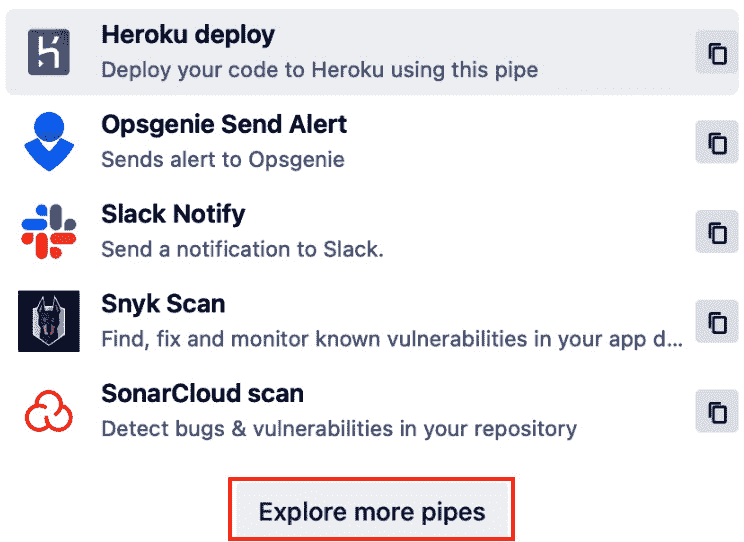 Heroku deploy
Deploy your code to Heroku using this pipe
Opsgenie Send Alert
Sends alert to Opsgenie
Slack Notify
Send a notification to Slack.
Snyk Scan
Find, fix and monitor known vulnerabilities in your app d...
SonarCloud scan
Detect bugs & vulnerabilities in your repository
Explore more pipes